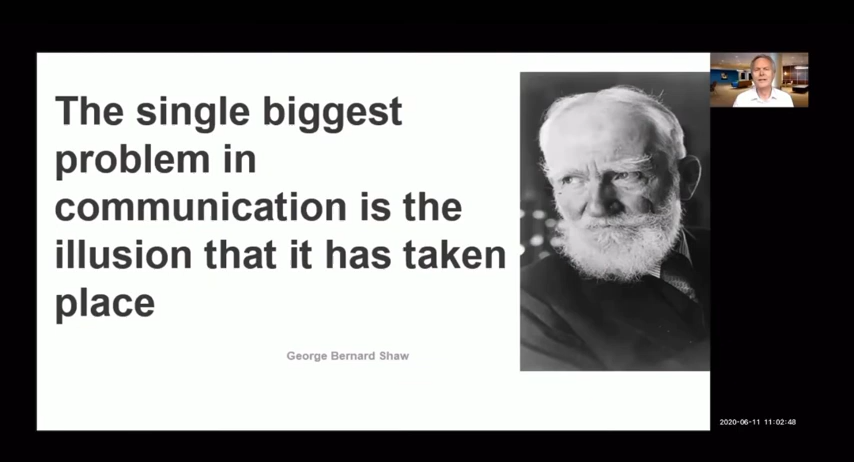 The single biggest
problem in
communication is the
illusion that it has taken
place
George Bernard Shaw
2020-06-11 11:02:48